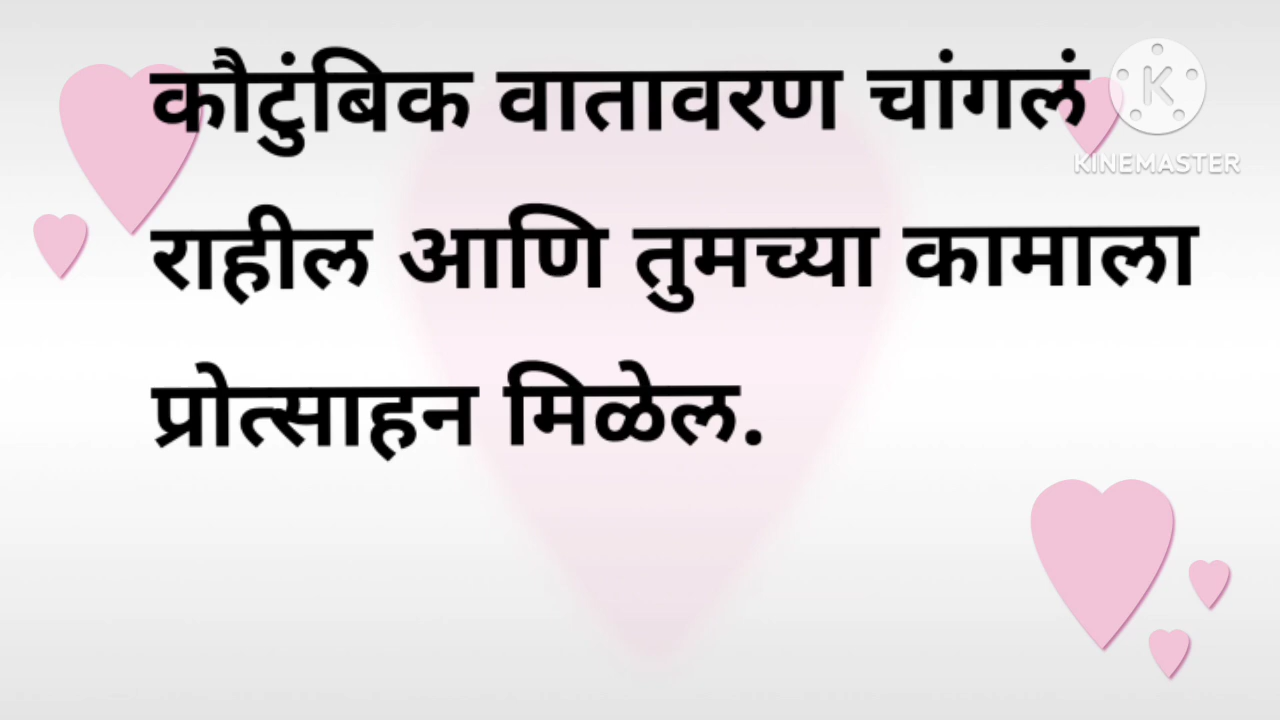 कौटुंबिक वातावरण चांगलं
राहील आणि तुमच्या कामाला
प्रोत्साहन मिळेल.
K
KINEMASTER